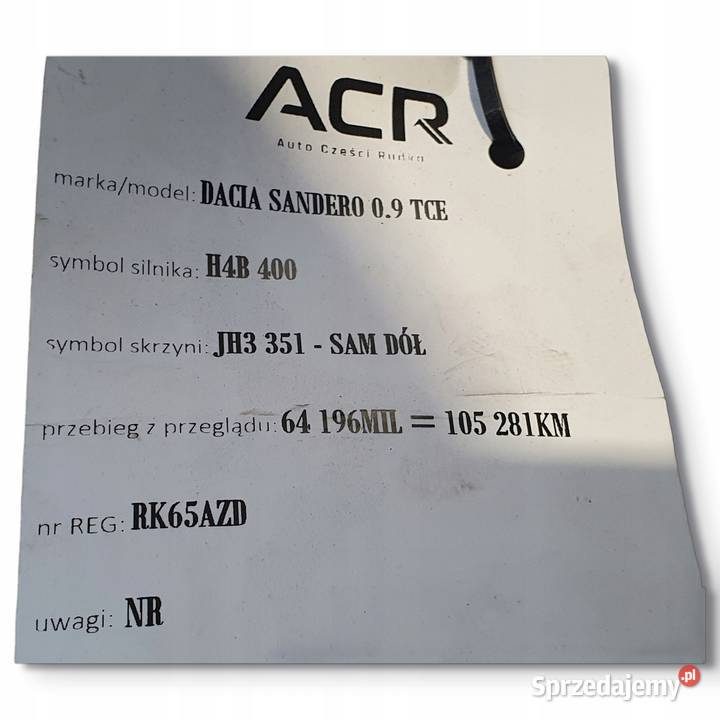 ACR
Auto Części Rudka
marka/model: DACIA SANDERO 0.9 TCE
symbol silnika: H4B 400
symbol skrzyni: JH3 351 - SAM DÓŁ
przebieg z przeglądu: 64 196MIL = 105 281KM
nr REG: RK65AZD
uwagi: NR
Sprzedajemy.pl